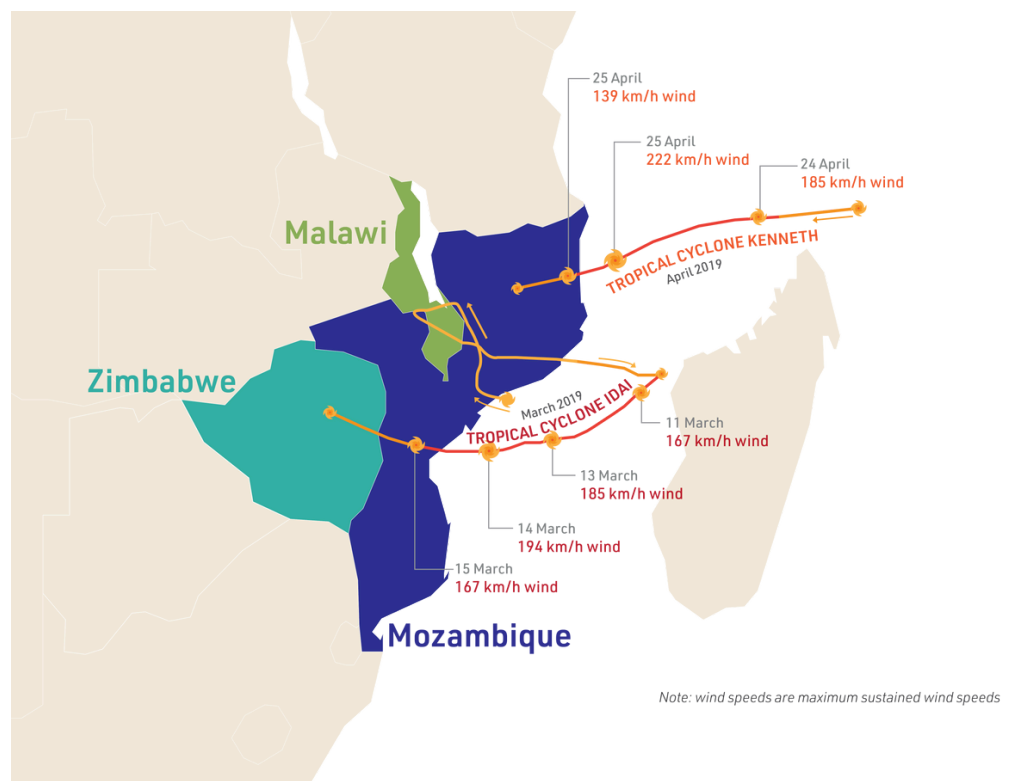 25 April
139 km/h wind
25 April
222 km/h wind
24 April
185 km/h wind
Malawi
TROPICAL CYCLONE KENNETH
April 2019
Zimbabwe
March 2019
TROPICAL CYCLONE IDAI
11 March
167 km/h wind
13 March
185 km/h wind
14 March
194 km/h wind
15 March
167 km/h wind
Mozambique
Note: wind speeds are maximum sustained wind speeds